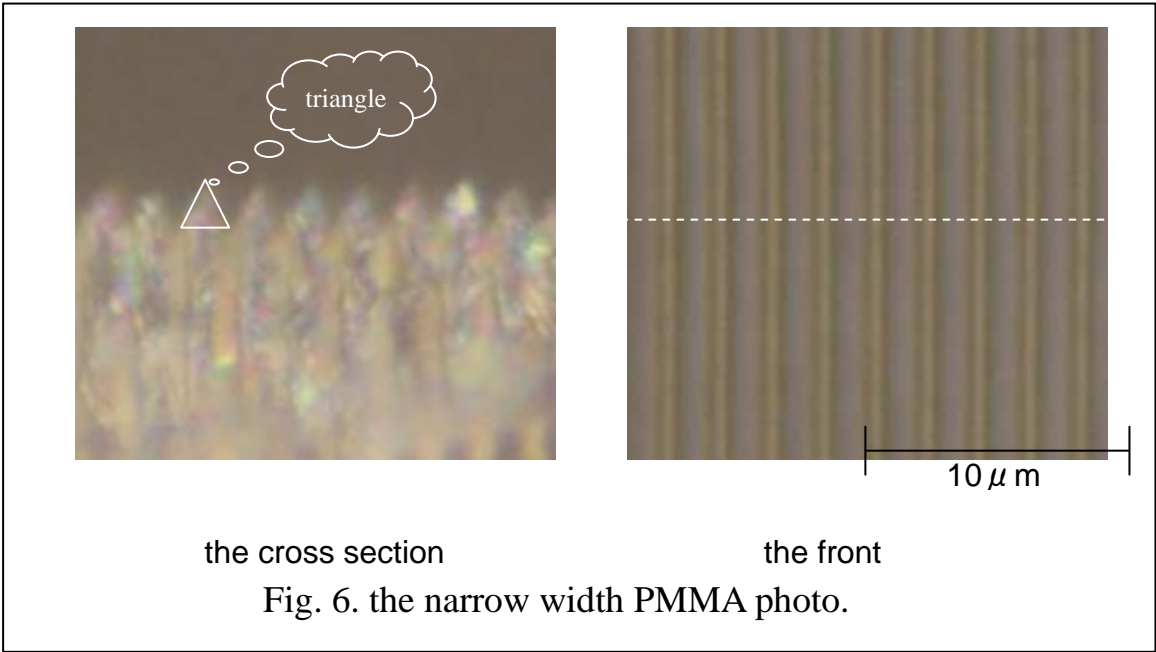 triangle
10 μ m
the cross section
the front
Fig. 6. the narrow width PMMA photo.